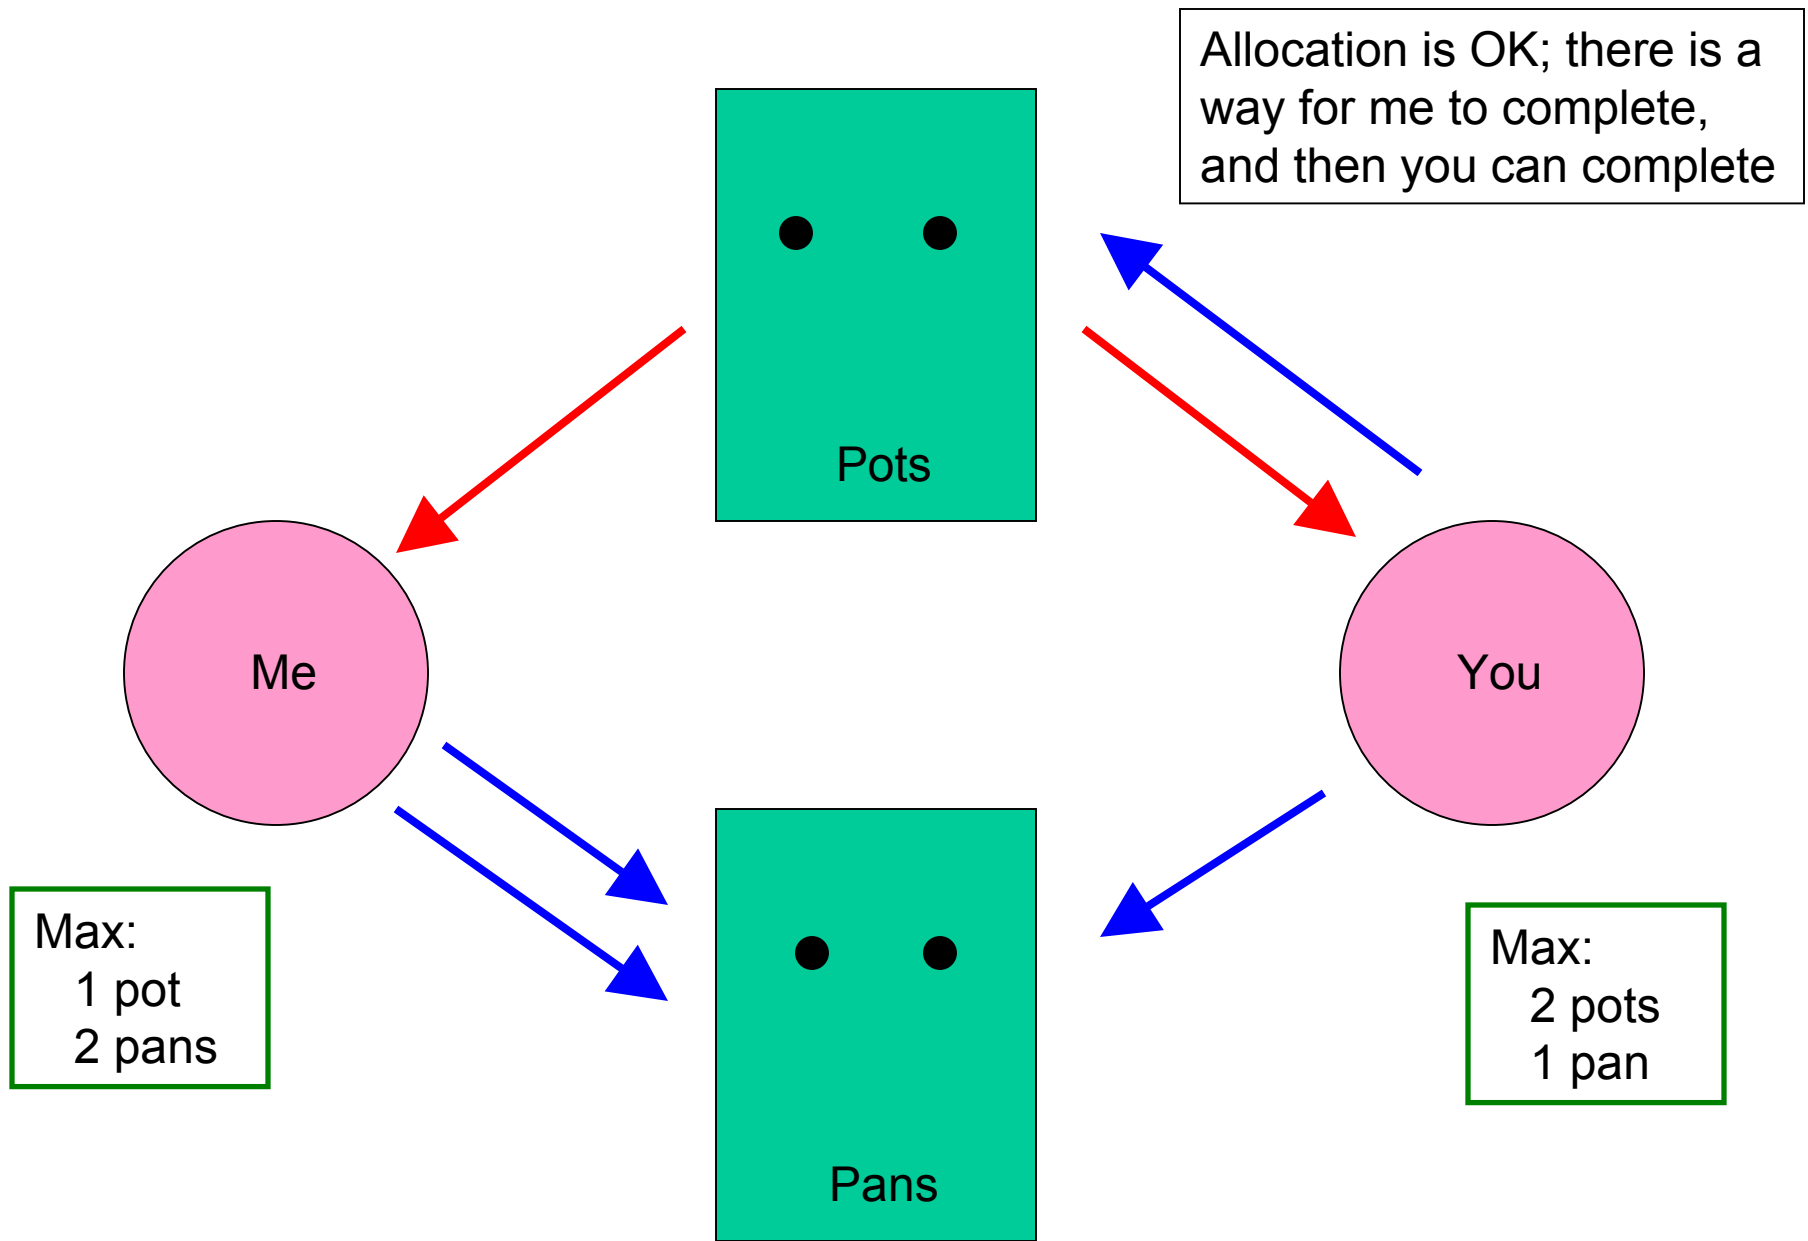 Allocation is OK; there is a
way for me to complete,
and then you can complete
Pots
Me
You
Max:
1 pot
2 pans
Max:
2 pots
1 pan
Pans